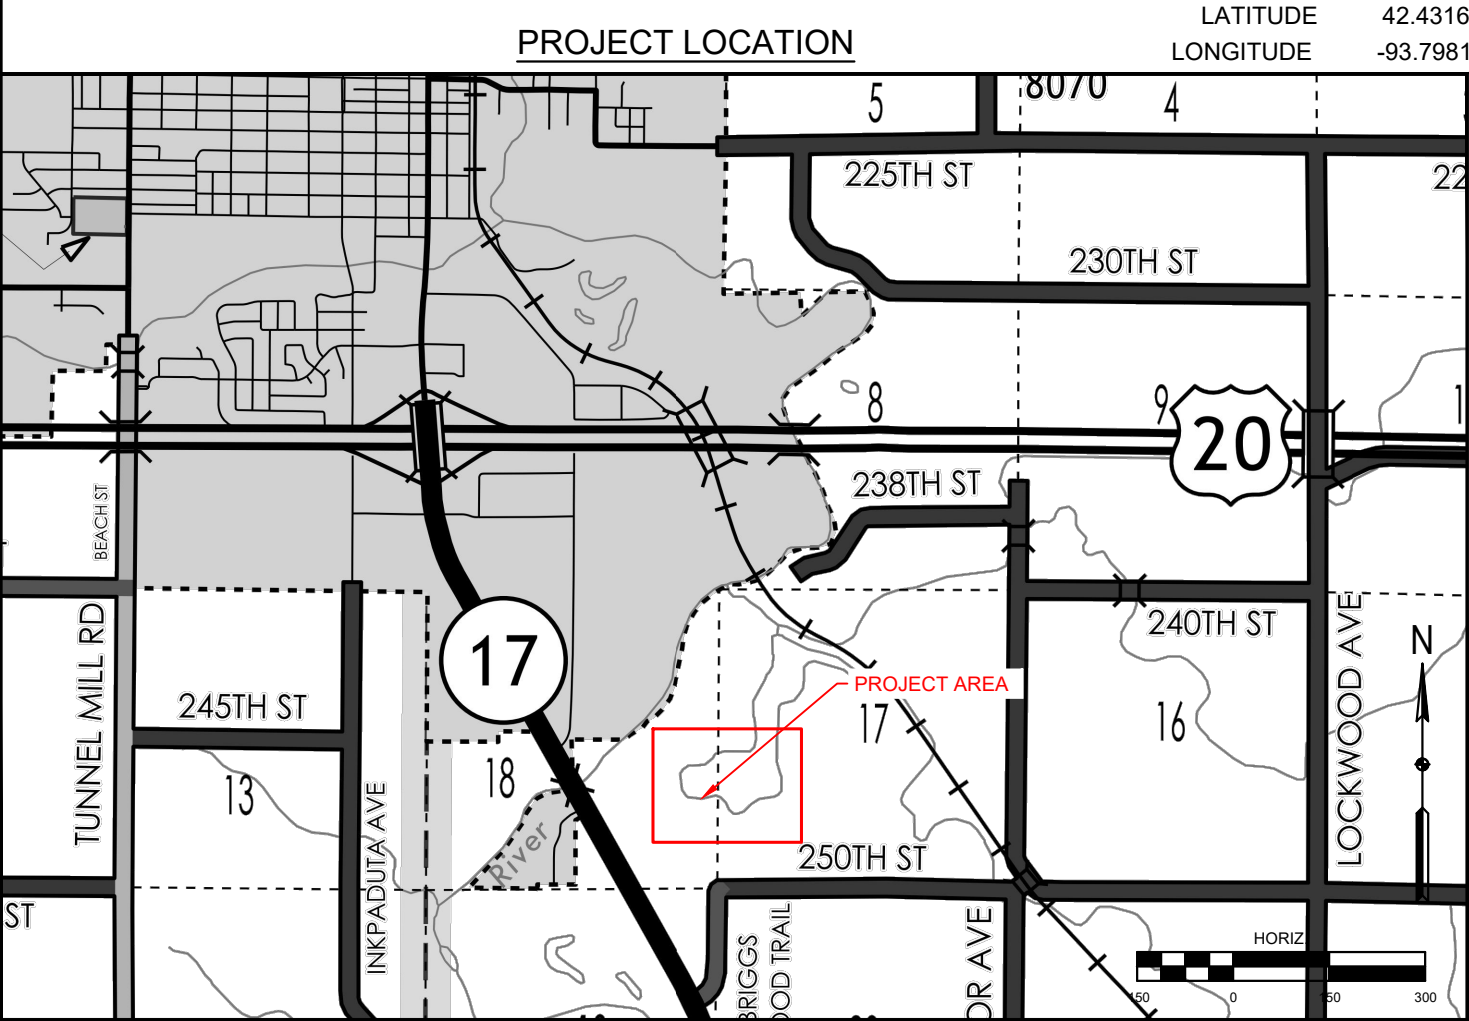 LATITUDE 42.4316
LONGITUDE -93.7981
PROJECT LOCATION
8070
5
4
225TH ST
22
230TH ST
8
9
1
20
238TH ST
BEACH ST
240TH ST
TUNNEL MILL RD
17
LOCKWOOD AVE
N
PROJECT AREA
245TH ST
17
16
18
13
INKPADUTA AVE
River
250TH ST
ST
BRIGGS
OOD TRAIL
OR AVE
HORIZ.
150 0 150 300